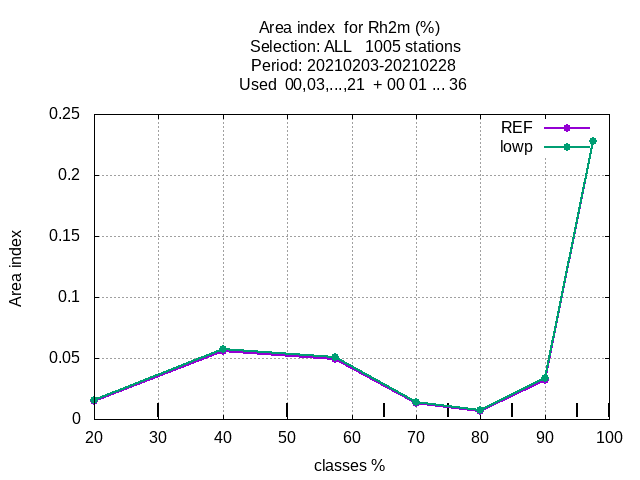 Area index  for Rh2m (%)
Selection: ALL   1005 stations
Period: 20210203-20210228
Used  00,03,...,21  + 00 01 ... 36
0.25
0.2
0.15
0.1
0.05
0
Area index
REF
lowp
20 30 40 50 60 70 80 90 100
classes %